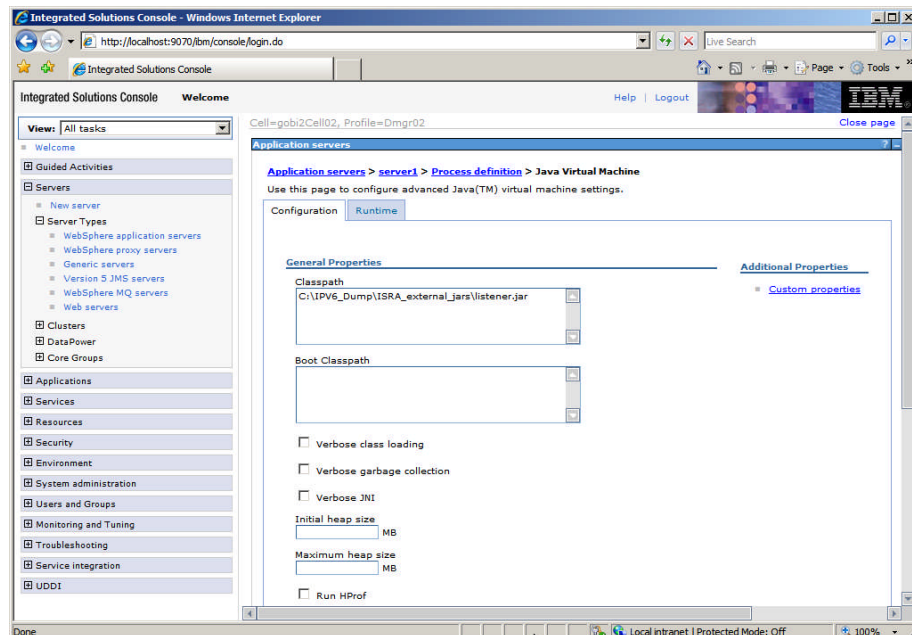 Integrated Solutions Console - Windows Internet Explorer
http://localhost:9070/ibm/console/login.do
Live Search
Integrated Solutions Console
Page
Tools
Integrated Solutions Console Welcome
Help | Logout
IBM.
View: All tasks
Cell=gobi2Cell02, Profile=Dmgr02
Close page
Welcome
Guided Activities
Servers
New server
Server Types
WebSphere application servers
WebSphere proxy servers
Generic servers
Version 5 JMS servers
WebSphere MQ servers
Web servers
Clusters
DataPower
Core Groups
Applications
Services
Resources
Security
Environment
System administration
Users and Groups
Monitoring and Tuning
Troubleshooting
Service integration
UDDI
Application servers
?
Application servers > server1 > Process definition > Java Virtual Machine
Use this page to configure advanced Java(TM) virtual machine settings.
Configuration Runtime
General Properties
Classpath
C:\IPV6_Dump\ISRA_external_jars\listener.jar
Boot Classpath
Verbose class loading
Verbose garbage collection
Verbose JNI
Initial heap size
MB
Maximum heap size
MB
Run HProf
Additional Properties
Custom properties
Done
Local intranet | Protected Mode: Off
100%